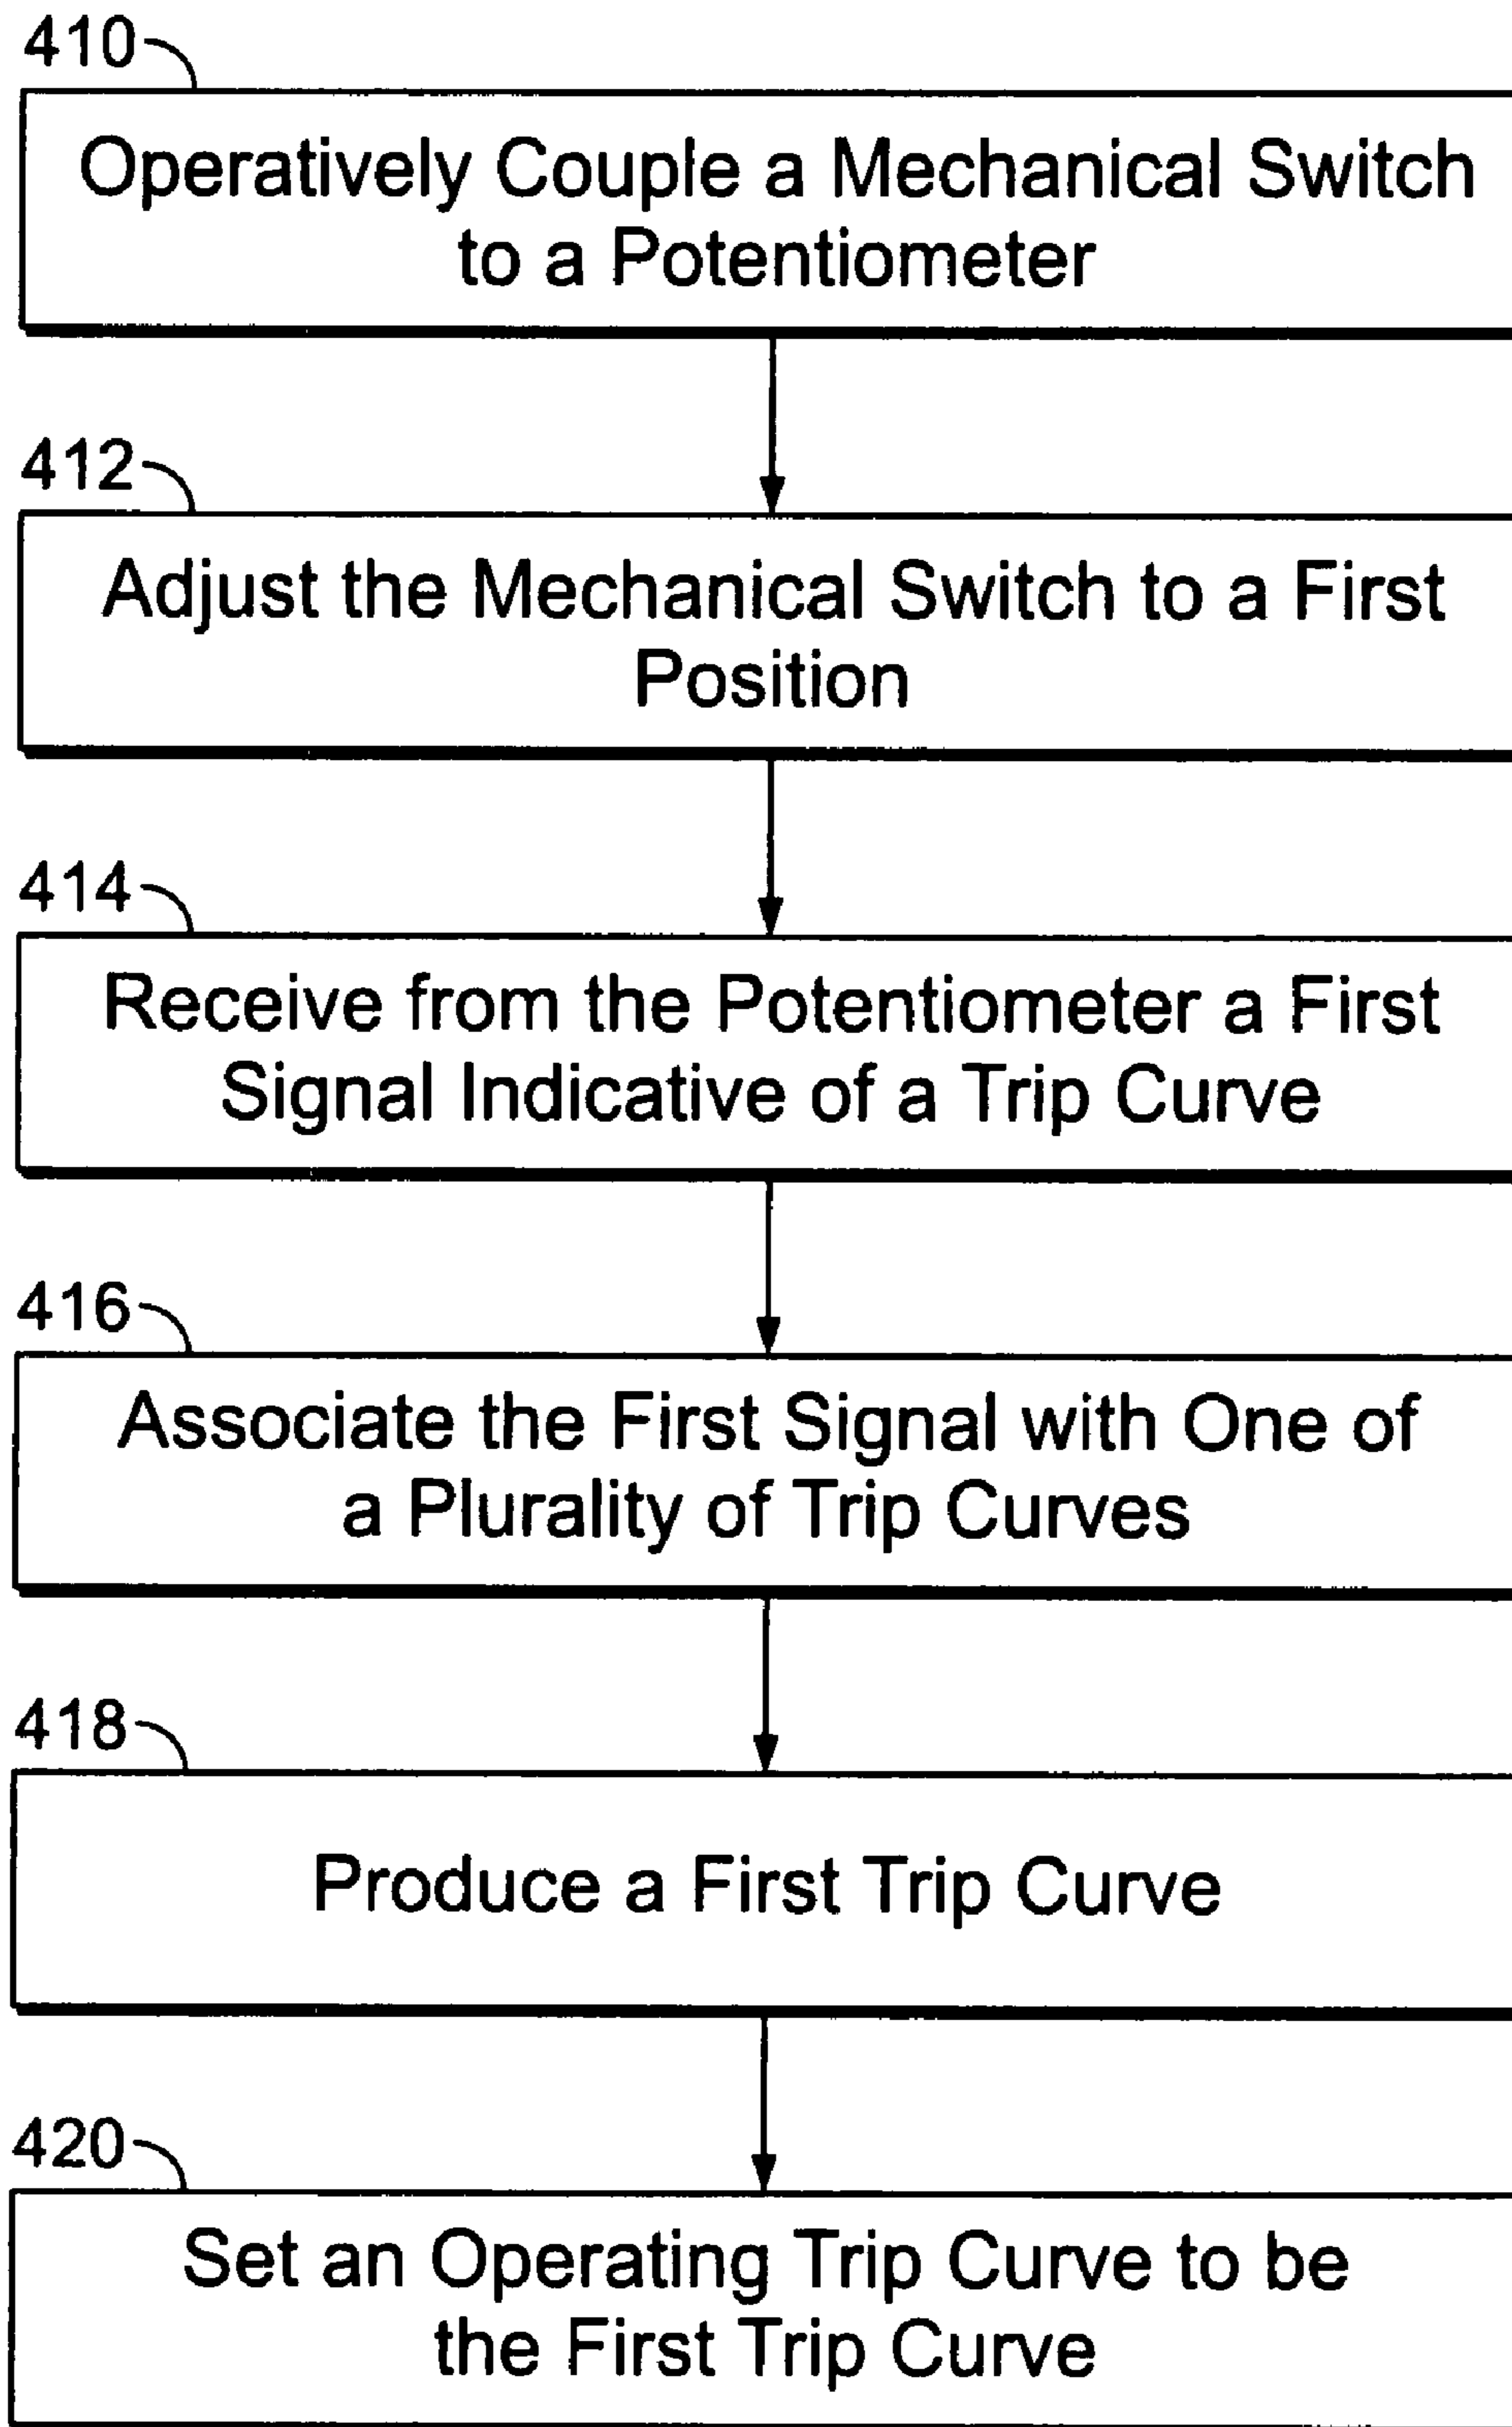 410
Operatively Couple a Mechanical Switch
to a Potentiometer
412
Adjust the Mechanical Switch to a First
Position
414
Receive from the Potentiometer a First
Signal Indicative of a Trip Curve
416
Associate the First Signal with One of
a Plurality of Trip Curves
418
Produce a First Trip Curve
420
Set an Operating Trip Curve to be
the First Trip Curve